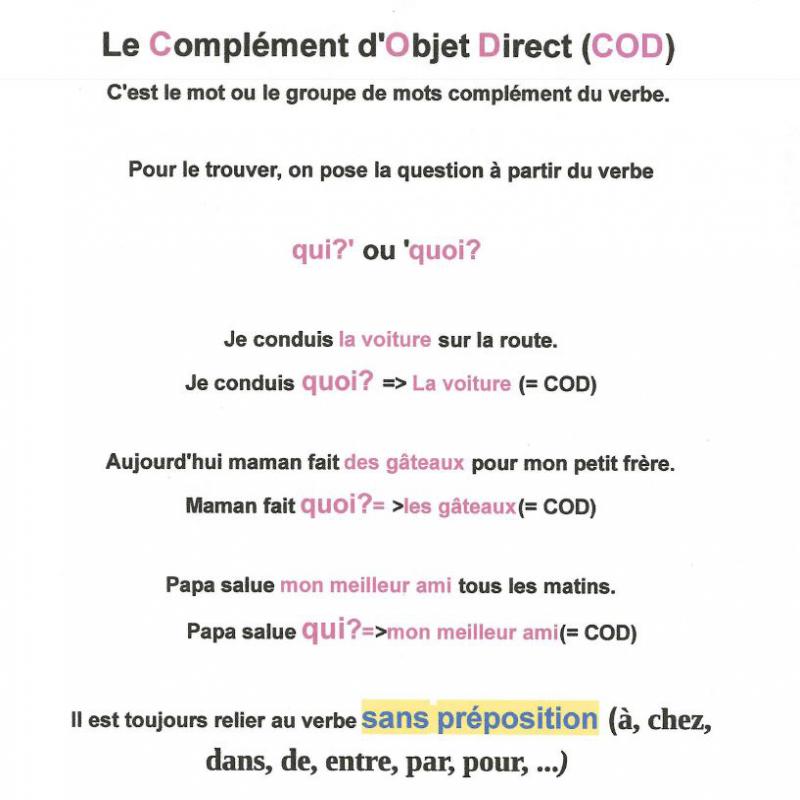 Le Complément d'Objet Direct (COD)
C'est le mot ou le groupe de mots complément du verbe.
Pour le trouver, on pose la question à partir du verbe
qui?' ou 'quoi?
Je conduis la voiture sur la route.
Je conduis quoi? => La voiture (= COD)
Aujourd'hui maman fait des gâteaux pour mon petit frère.
Maman fait quoi?= >les gâteaux(= COD)
Papa salue mon meilleur ami tous les matins.
Papa salue qui?=>mon meilleur ami(= COD)
Il est toujours relier au verbe sans préposition (à, chez,
dans, de, entre, par, pour, ...)